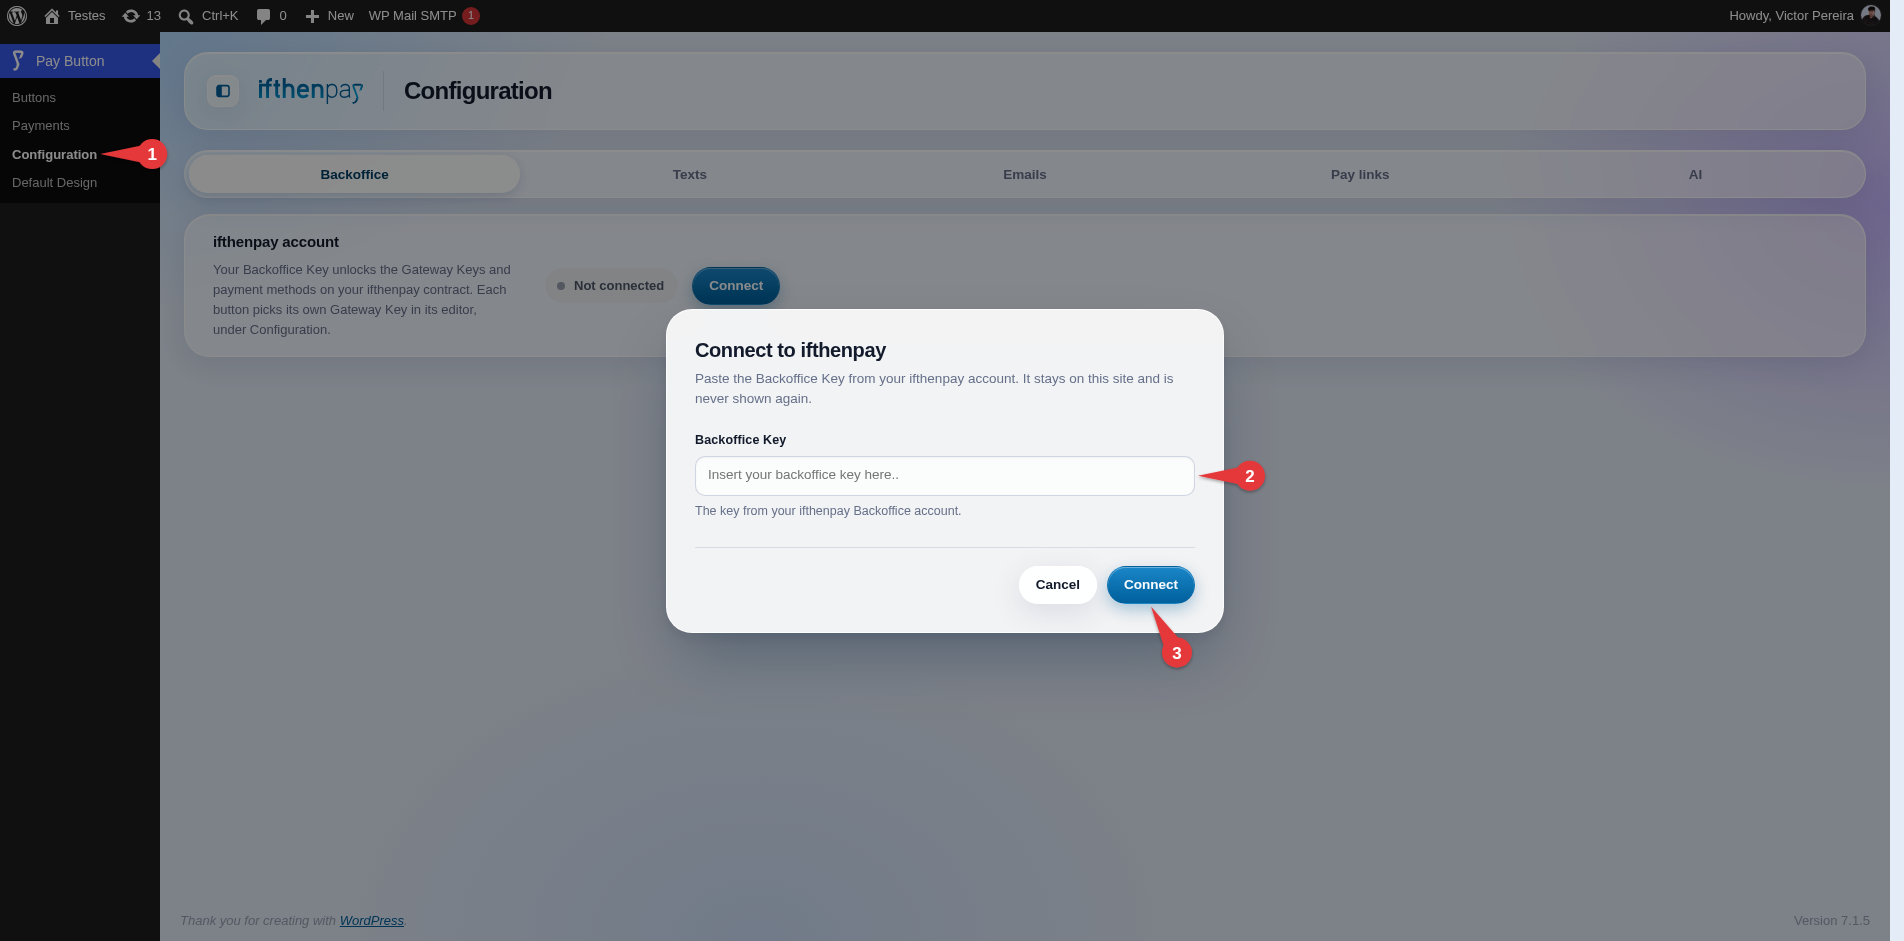 Testes 13 Ctrl+K 0 New WP Mail SMTP 1 Howdy, Victor Pereira
Pay Button
Buttons
Payments
Configuration 1
Default Design
ifthenpay Configuration
Backoffice Texts Emails Pay links AI
ifthenpay account
Your Backoffice Key unlocks the Gateway Keys and
payment methods on your ifthenpay contract. Each
button picks its own Gateway Key in its editor,
under Configuration.
Not connected Connect
Connect to ifthenpay
Paste the Backoffice Key from your ifthenpay account. It stays on this site and is
never shown again.
Backoffice Key
Insert your backoffice key here..
2
The key from your ifthenpay Backoffice account.
Cancel Connect
3
Thank you for creating with WordPress. Version 7.1.5